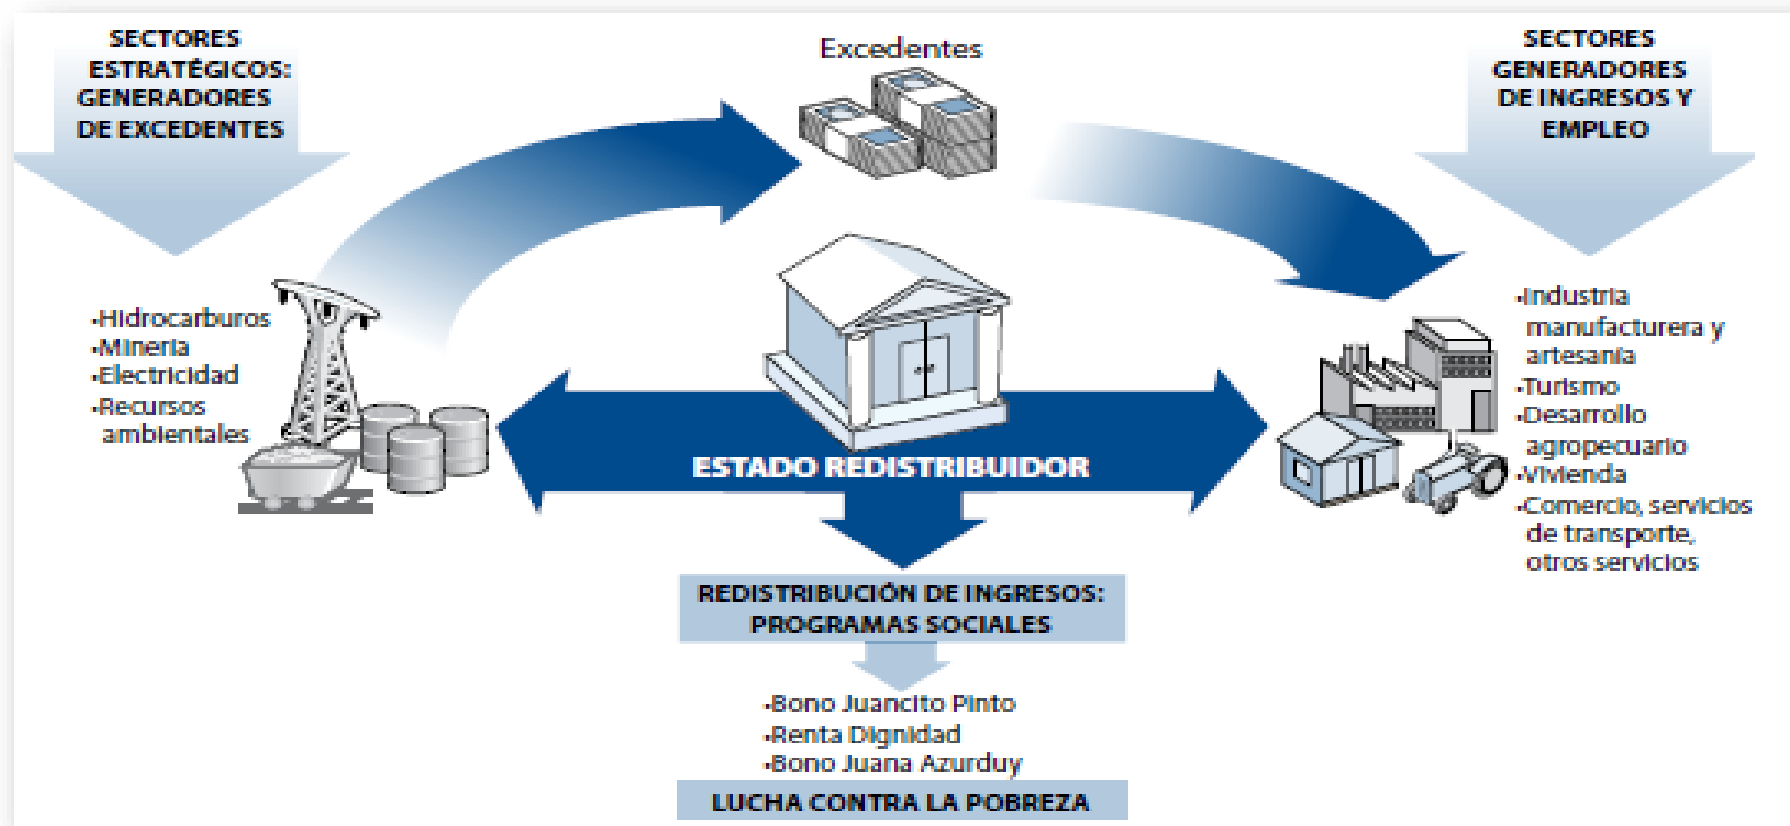 SECTORES
ESTRATÉGICOS:
GENERADORES
DE EXCEDENTES
Excedentes
SECTORES
GENERADORES
DE INGRESOS Y
EMPLEO
•Hidrocarburos
•Minería
•Electricidad
•Recursos
ambientales
•Industria
manufacturera y
artesanía
•Turismo
•Desarrollo
agropecuario
•Vivienda
•Comercio, servicios
de transporte,
otros servicios
ESTADO REDISTRIBUIDOR
REDISTRIBUCIÓN DE INGRESOS:
PROGRAMAS SOCIALES
•Bono Juancito Pinto
•Renta Dignidad
•Bono Juana Azurduy
LUCHA CONTRA LA POBREZA